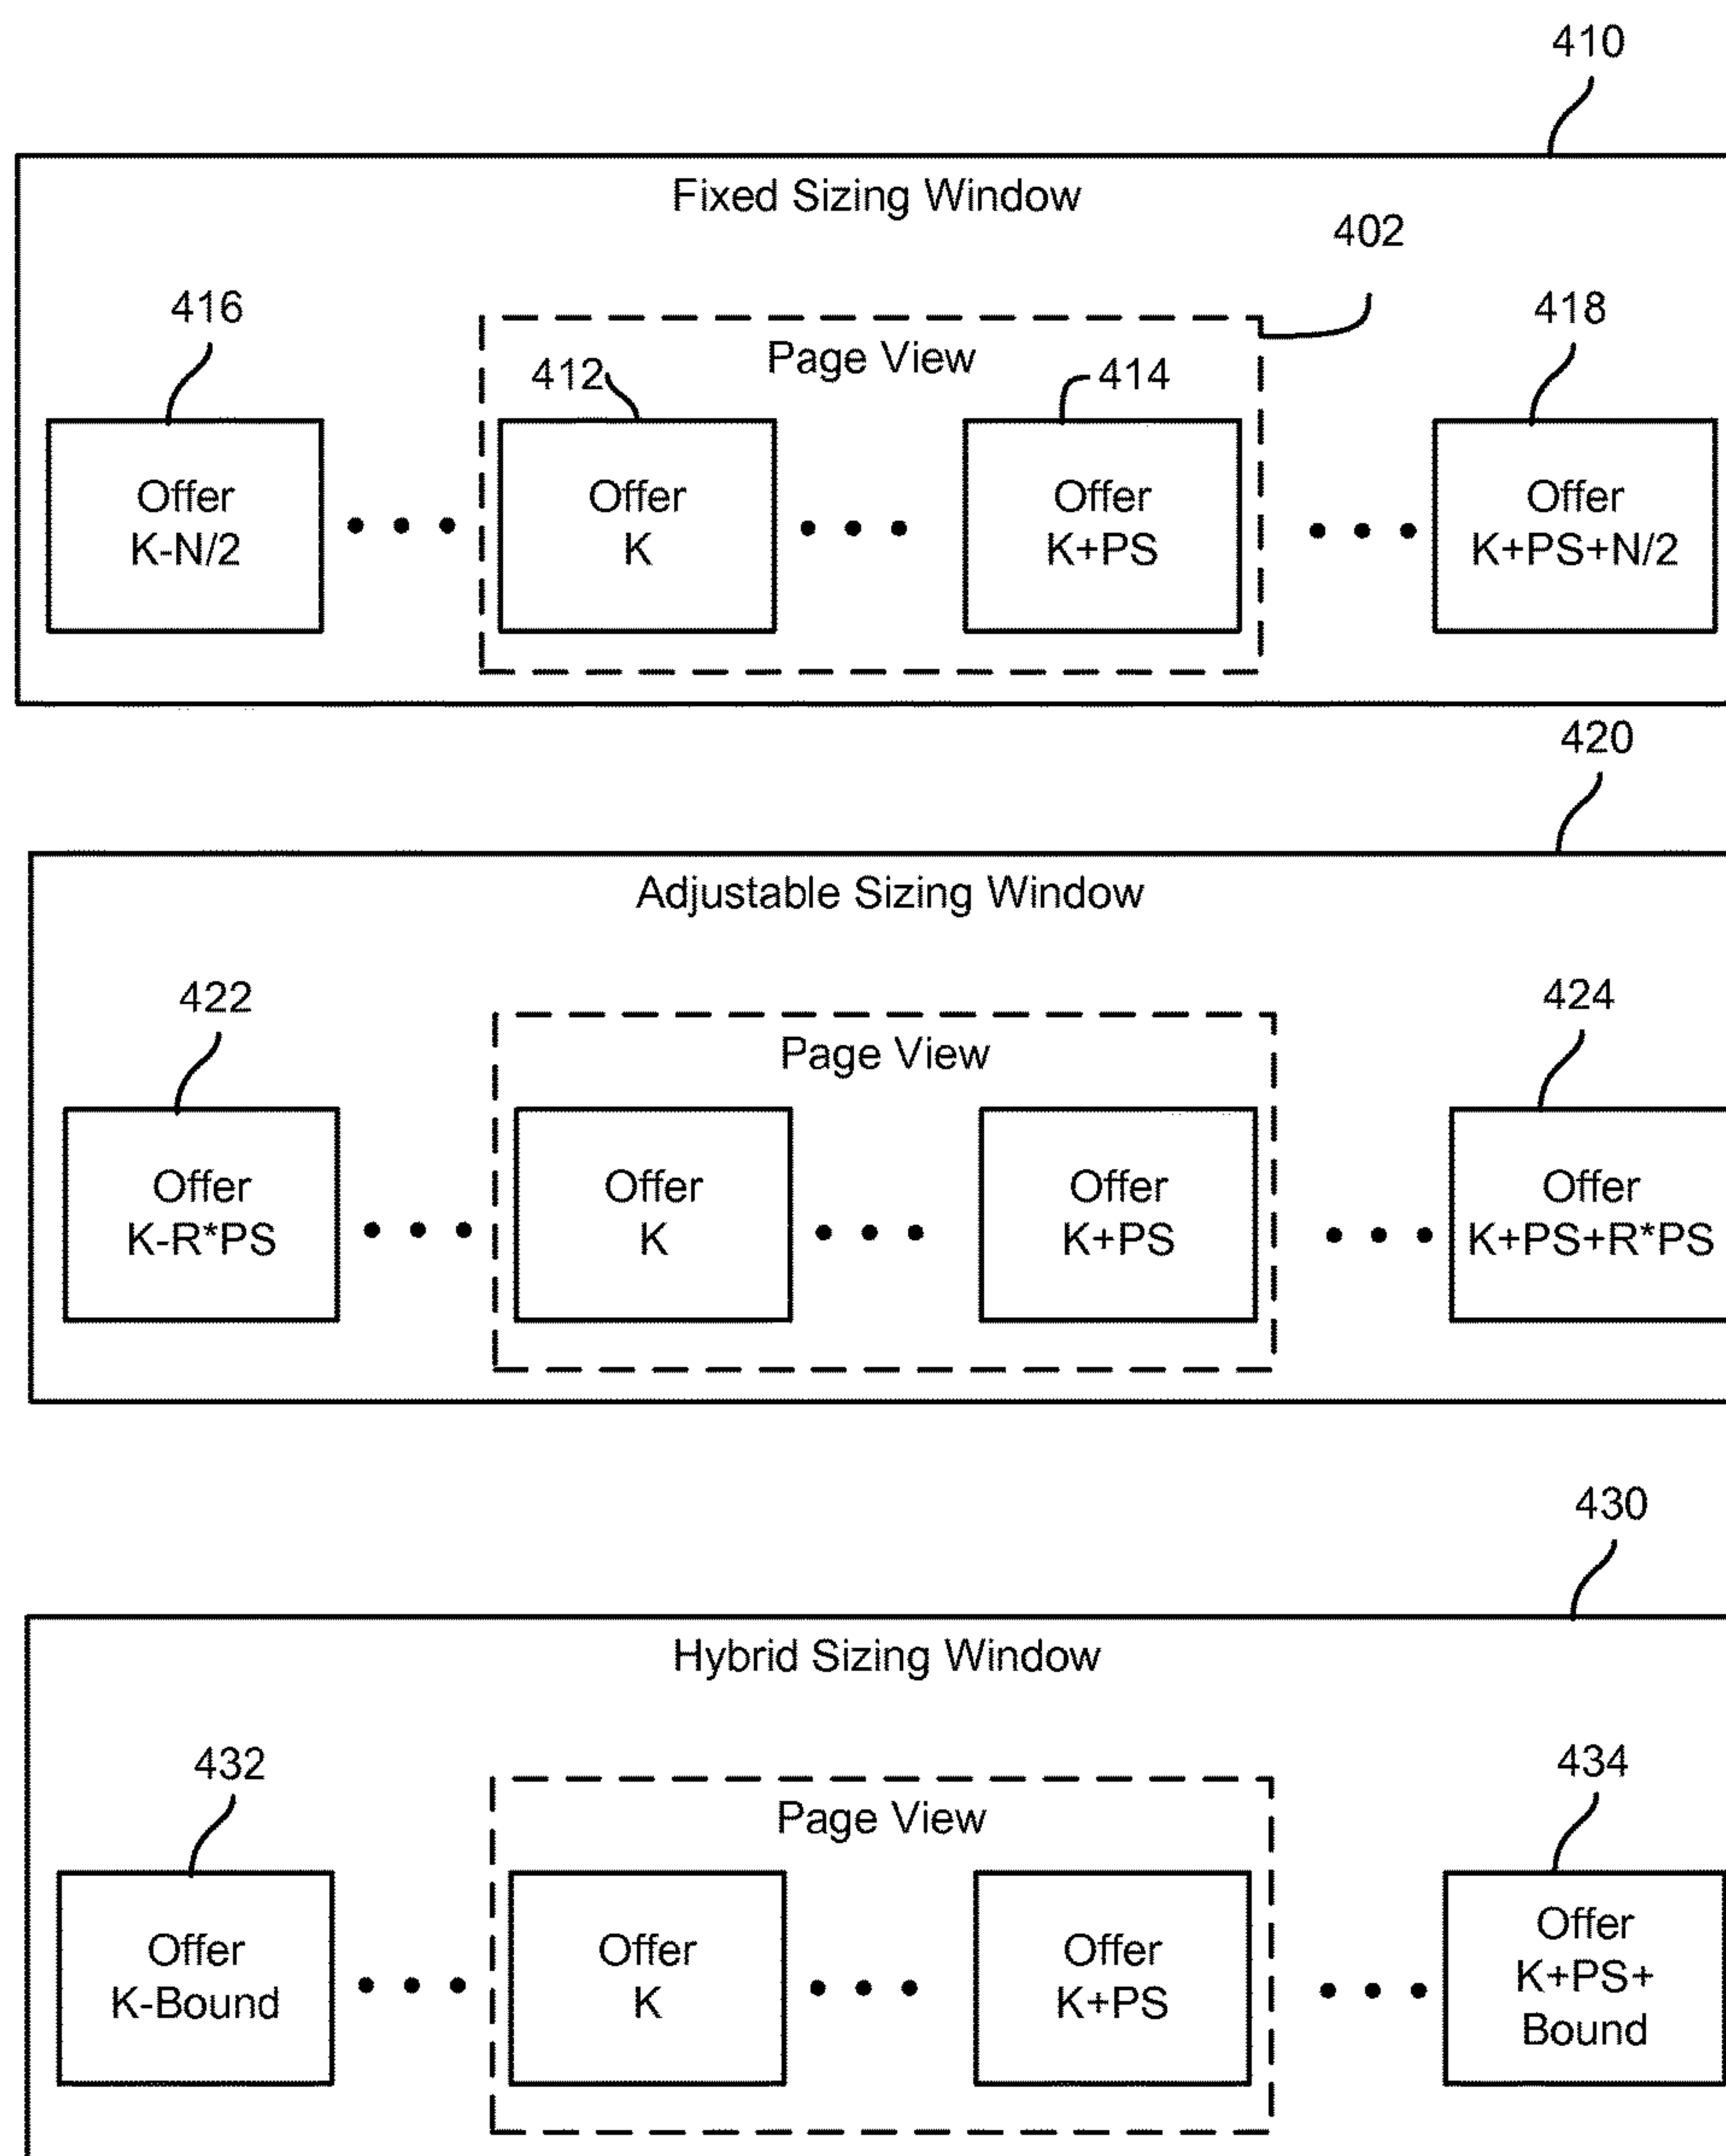 410
Fixed Sizing Window
402
416
418
Page View
412
414
Offer
K-N/2
Offer
K
Offer
K+PS
Offer
K+PS+N/2
420
Adjustable Sizing Window
422
424
Page View
Offer
K-R*PS
Offer
K
Offer
K+PS
Offer
K+PS+R*PS
430
Hybrid Sizing Window
432
434
Page View
Offer
K-Bound
Offer
K
Offer
K+PS
Offer
K+PS+
Bound